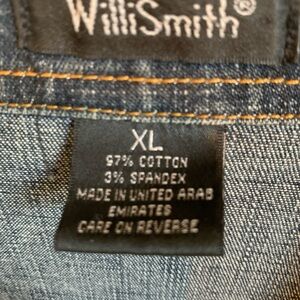 WilliSmith®
XL
97% COTTON
3% SPANDEX
MADE IN UNITED ARAB
EMIRATES
CARE ON REVERSE